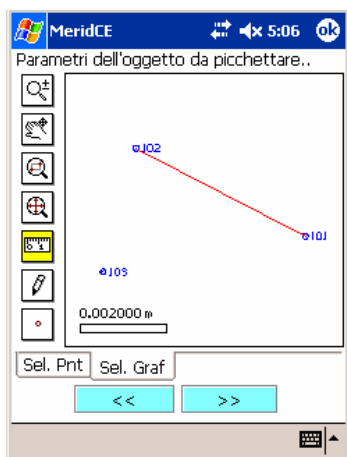 MeridCE 5:06 ok
Parametri dell'oggetto da picchettare..
102
101
103
0.002000 m
Sel. Pnt Sel. Graf
<< >>